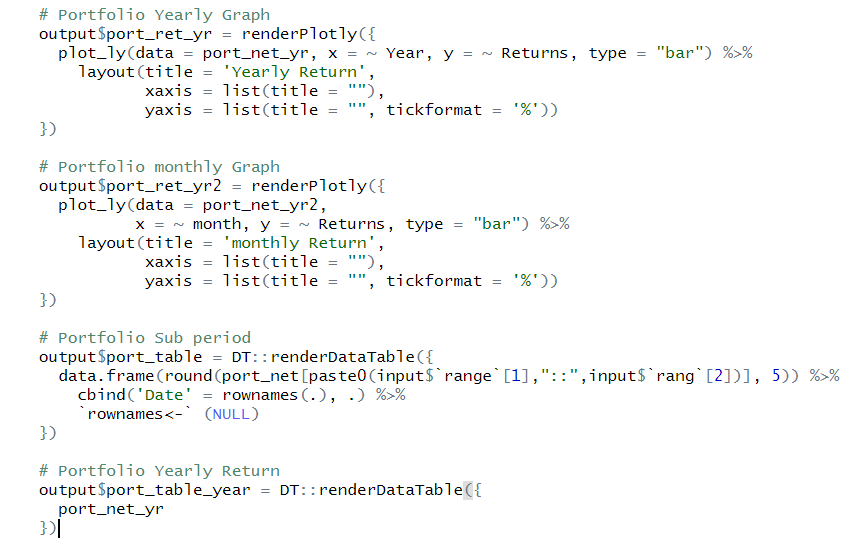 # Portfolio Yearly Graph
output$port_ret_yr = renderPlotly({
  plot_ly(data = port_net_yr, x = ~ Year, y = ~ Returns, type = "bar") %>%
    layout(title = 'Yearly Return',
           xaxis = list(title = ""),
           yaxis = list(title = "", tickformat = '%'))
})
# Portfolio monthly Graph
output$port_ret_yr2 = renderPlotly({
  plot_ly(data = port_net_yr2,
          x = ~ month, y = ~ Returns, type = "bar") %>%
    layout(title = 'monthly Return',
           xaxis = list(title = ""),
           yaxis = list(title = "", tickformat = '%'))
})
# Portfolio Sub period
output$port_table = DT::renderDataTable({
  data.frame(round(port_net[paste0(input$`range`[1],"::",input$`rang`[2])], 5)) %>%
    cbind('Date' = rownames(.), .) %>%
    `rownames<-` (NULL)
})
# Portfolio Yearly Return
output$port_table_year = DT::renderDataTable({
  port_net_yr
})